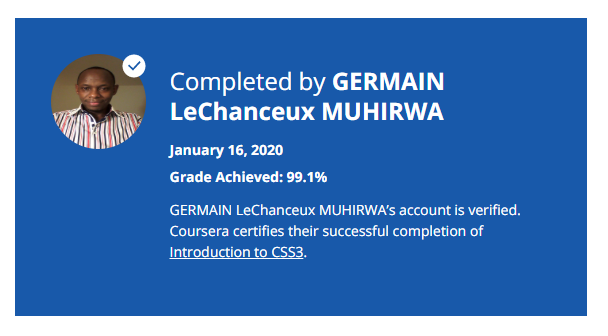 Completed by GERMAIN
LeChanceux MUHIRWA
January 16, 2020
Grade Achieved: 99.1%
GERMAIN LeChanceux MUHIRWA's account is verified.
Coursera certifies their successful completion of
Introduction to CSS3.